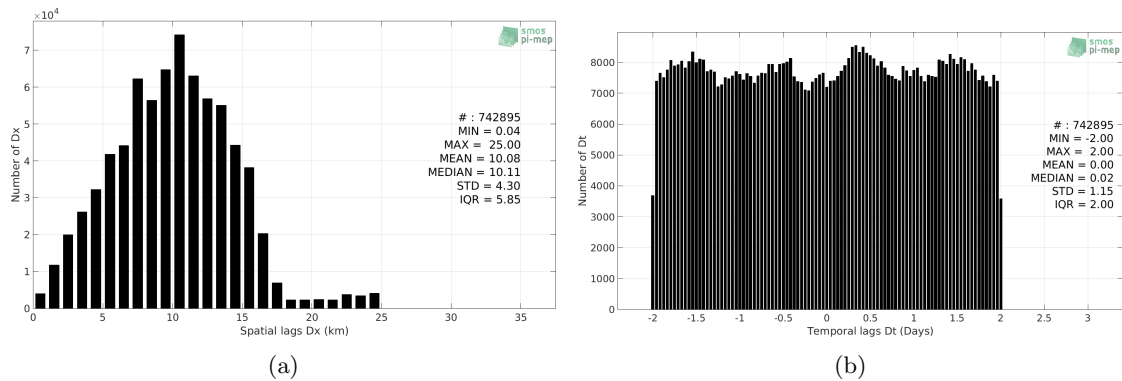 ×10⁴
7
6
5
4
3
2
1
0
Number of Dx
0 5 10 15 20 25 30 35
Spatial lags Dx (km)
smos
pi-mep
# : 742895
MIN = 0.04
MAX = 25.00
MEAN = 10.08
MEDIAN = 10.11
STD = 4.30
IQR = 5.85
(a)
8000
7000
6000
5000
4000
3000
2000
1000
0
Number of Dt
-2 -1.5 -1 -0.5 0 0.5 1 1.5 2 2.5 3
Temporal lags Dt (Days)
smos
pi-mep
# : 742895
MIN = -2.00
MAX = 2.00
MEAN = 0.00
MEDIAN = 0.02
STD = 1.15
IQR = 2.00
(b)